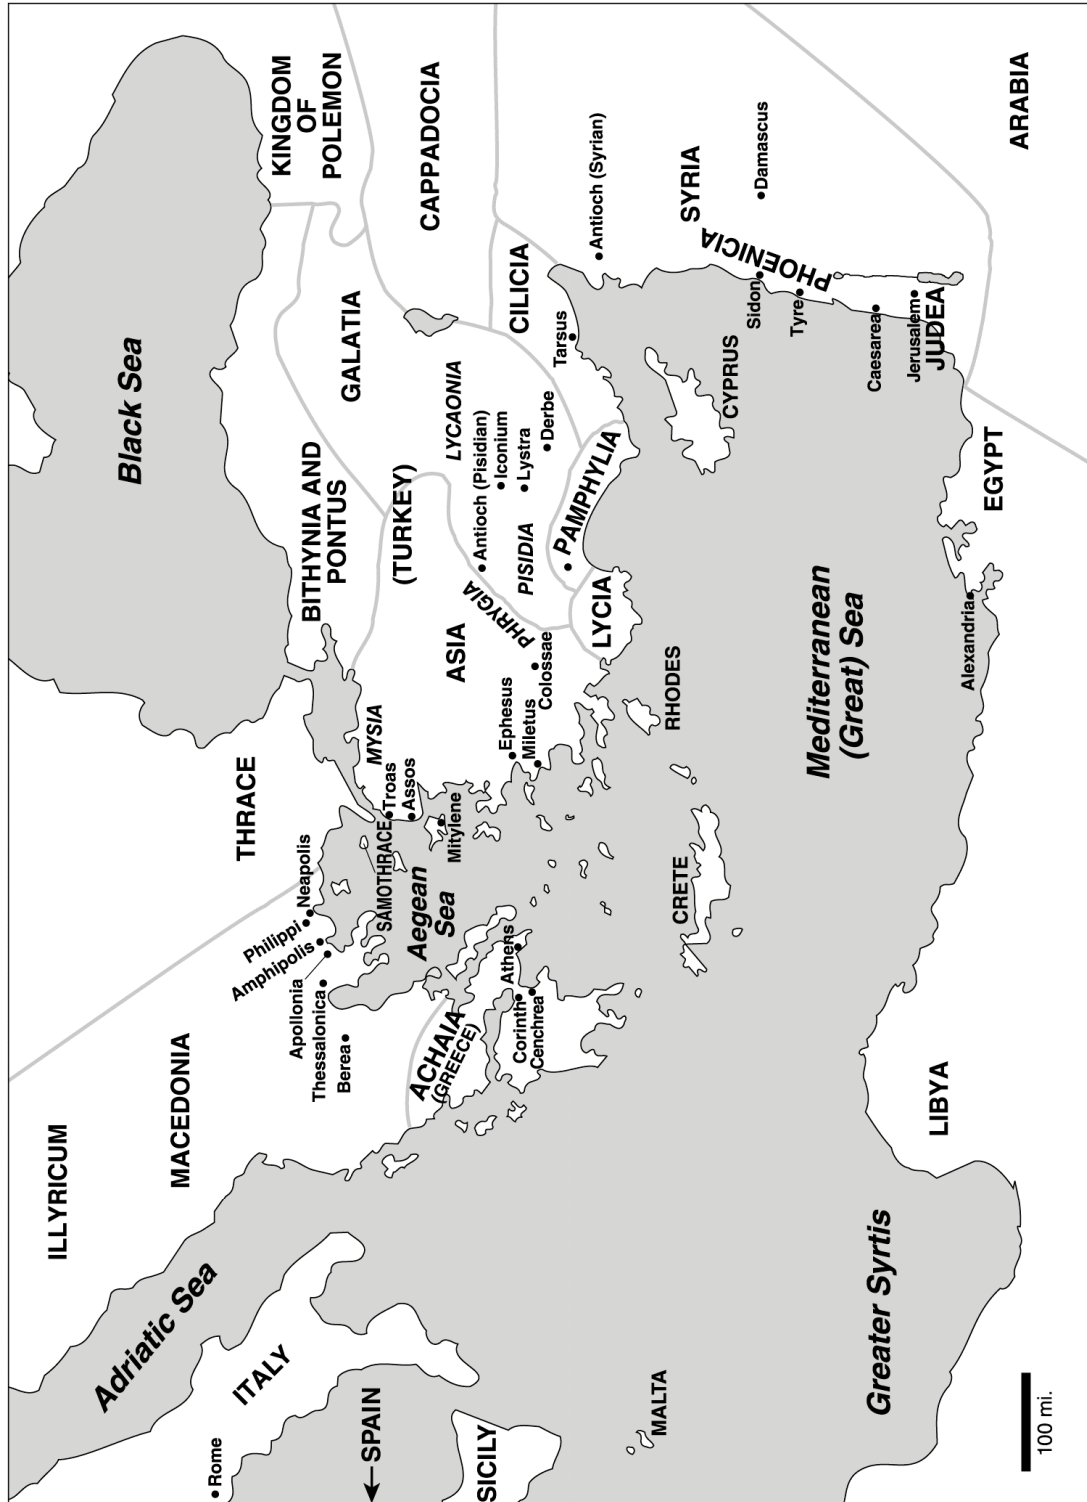 ILLYRICUM
MACEDONIA
THRACE
Black Sea
Adriatic Sea
ITALY
Rome
SPAIN
SICILY
MALTA
Greater Syrtis
LIBYA
100 mi.
Philippi
Neapolis
Amphipolis
Apollonia
Thessalonica
Berea
SAMOTHRACE
Aegean
Sea
ACHAIA
(GREECE)
Athens
Corinth
Cenchrea
CRETE
RHODES
BITHYNIA AND
PONTUS
KINGDOM
OF
POLEMON
GALATIA
CAPPADOCIA
(TURKEY)
MYSIA
Troas
Assos
Mitylene
ASIA
Ephesus
Miletus
Colossae
PHRYGIA
LYCAONIA
Antioch (Pisidian)
Iconium
Lystra
Derbe
PISIDIA
PAMPHYLIA
LYCIA
CILICIA
Tarsus
Antioch (Syrian)
SYRIA
Damascus
PHOENICIA
Sidon
Tyre
CYPRUS
Caesarea
Jerusalem
JUDEA
ARABIA
EGYPT
Alexandria
Mediterranean
(Great) Sea